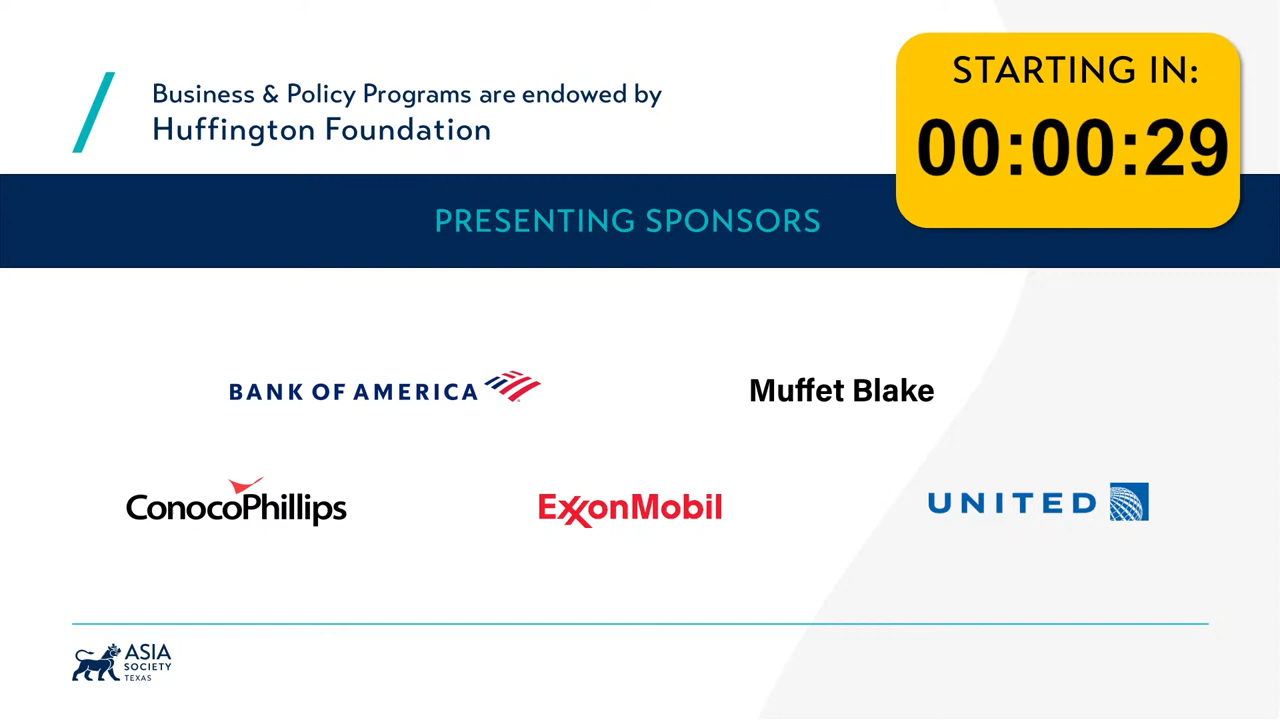 Business & Policy Programs are endowed by
Huffington Foundation
STARTING IN:
00:00:29
PRESENTING SPONSORS
BANK OF AMERICA
Muffet Blake
ConocoPhillips
ExxonMobil
UNITED
ASIA
SOCIETY
TEXAS